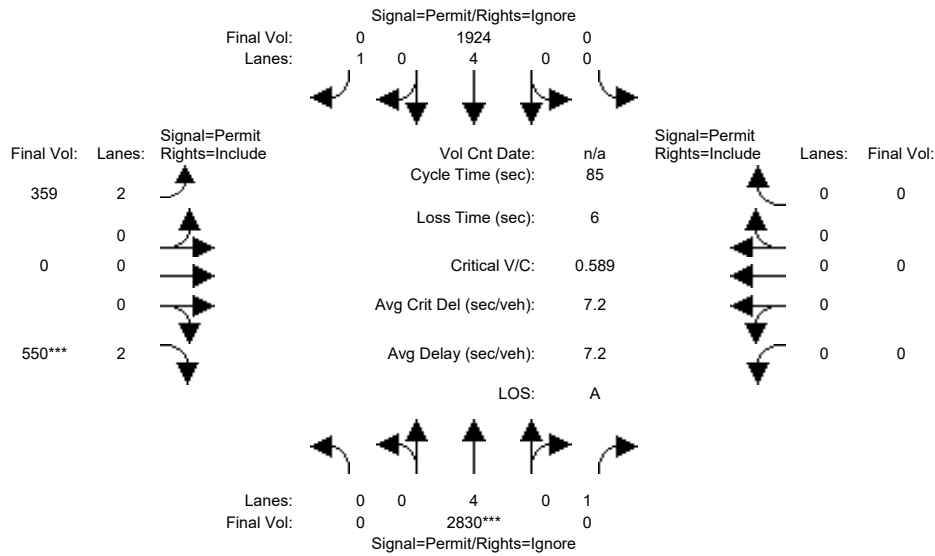 Signal=Permit/Rights=Ignore
Final Vol: 0 1924 0
Lanes: 1 0 4 0 0
Signal=Permit Signal=Permit
Final Vol: Lanes: Rights=Include Vol Cnt Date: n/a Rights=Include Lanes: Final Vol:
Cycle Time (sec): 85
359 2 0 0
Loss Time (sec): 6
0 0
0 0 Critical V/C: 0.589 0 0
0 Avg Crit Del (sec/veh): 7.2 0
550*** 2 Avg Delay (sec/veh): 7.2 0 0
LOS: A
Lanes: 0 0 4 0 1
Final Vol: 0 2830*** 0
Signal=Permit/Rights=Ignore